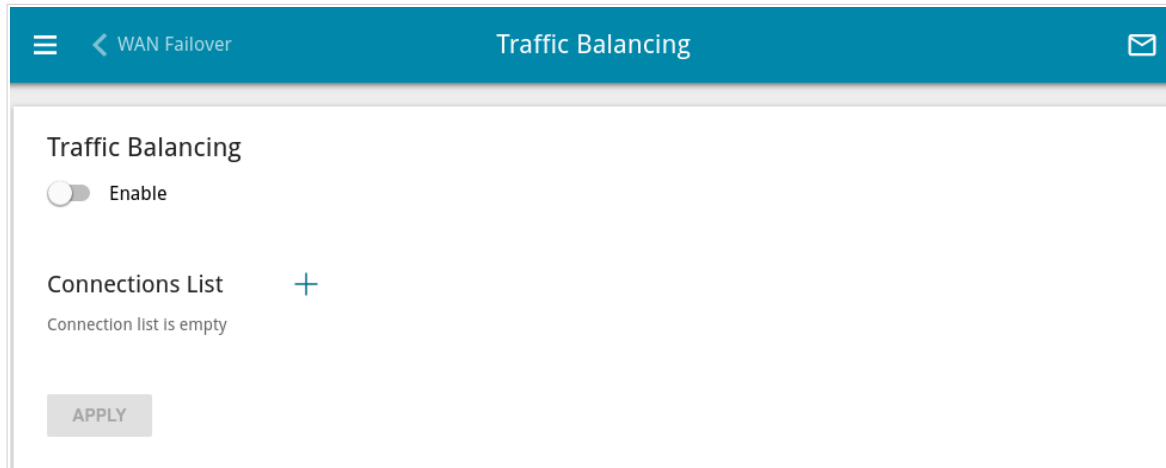 WAN Failover
Traffic Balancing
Traffic Balancing
Enable
Connections List
Connection list is empty
APPLY